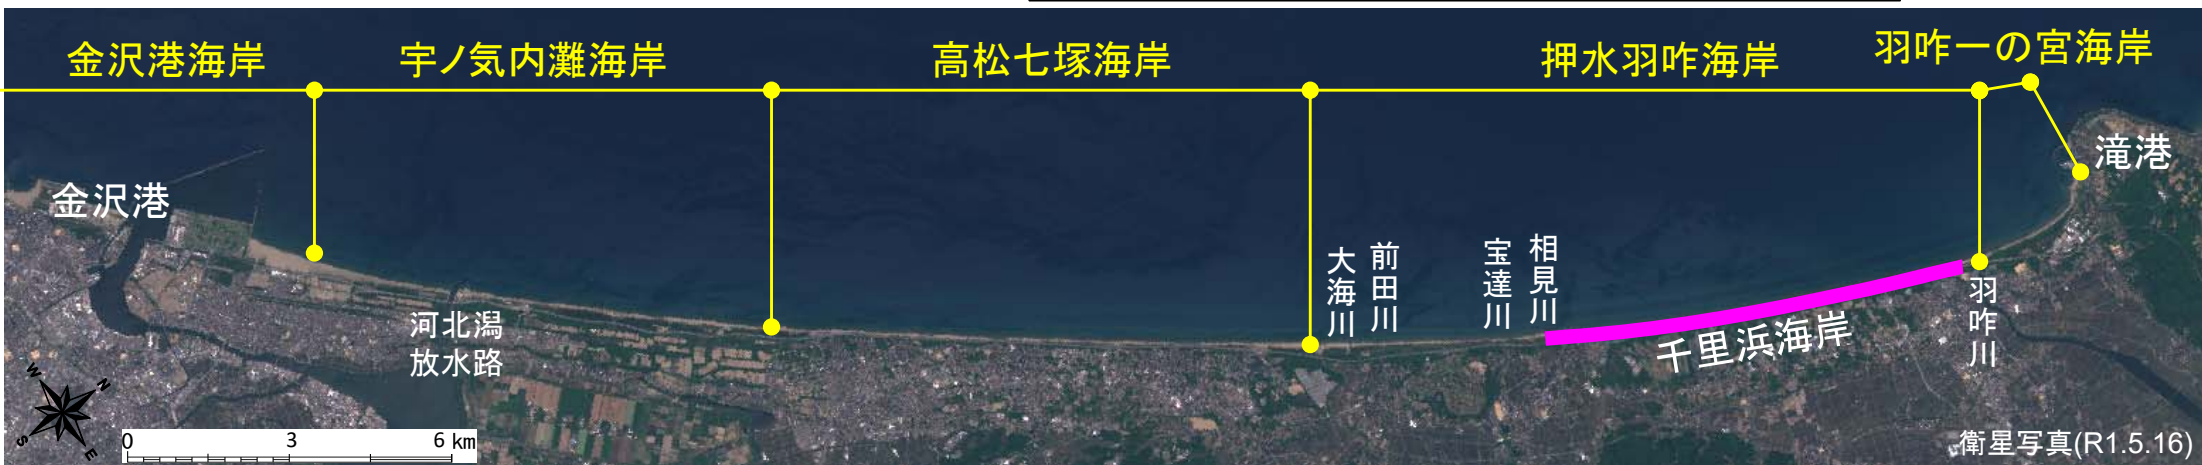 金沢港海岸
宇ノ気内灘海岸
高松七塚海岸
押水羽咋海岸
羽咋一の宮海岸
滝港
金沢港
大海川
前田川
宝達川
相見川
羽咋川
千里浜海岸
河北潟
放水路
W
N
S
E
0 3 6 km
衛星写真(R1.5.16)